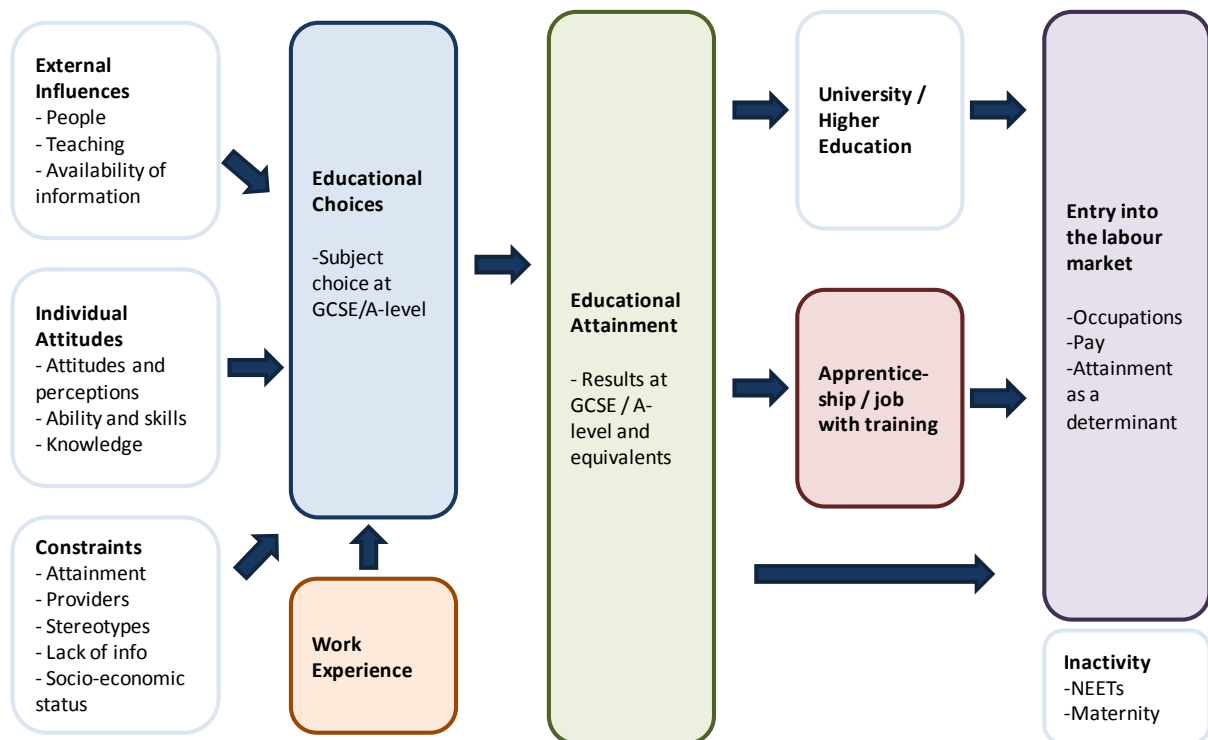 External
Influences
- People
- Teaching
- Availability of
information
Individual
Attitudes
- Attitudes and
perceptions
- Ability and skills
- Knowledge
Constraints
- Attainment
- Providers
- Stereotypes
- Lack of info
- Socio-economic
status
Educational
Choices
-Subject
choice at
GCSE/A-level
Work
Experience
Educational
Attainment
- Results at
GCSE / A-
level and
equivalents
University /
Higher
Education
Apprentice-
ship / job
with training
Entry into
the labour
market
-Occupations
-Pay
-Attainment
as a
determinant
Inactivity
-NEETs
-Maternity